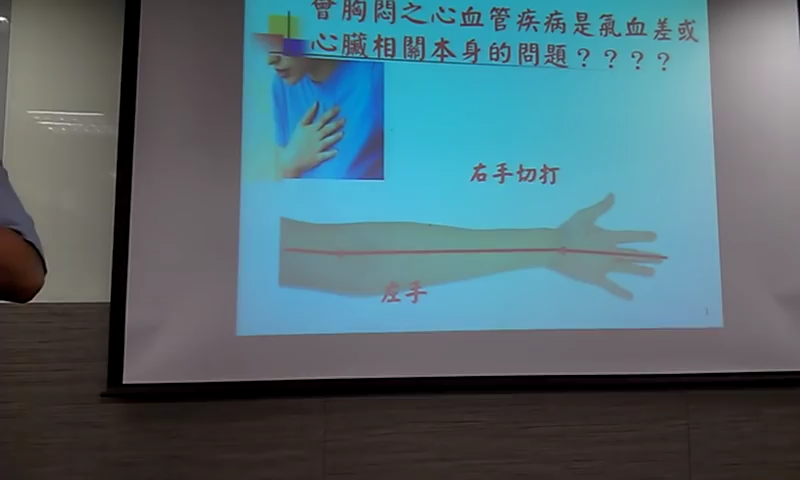 會胸悶之心血管疾病是氣血差或
心臟相關本身的問題？？？？
右手切打
左手